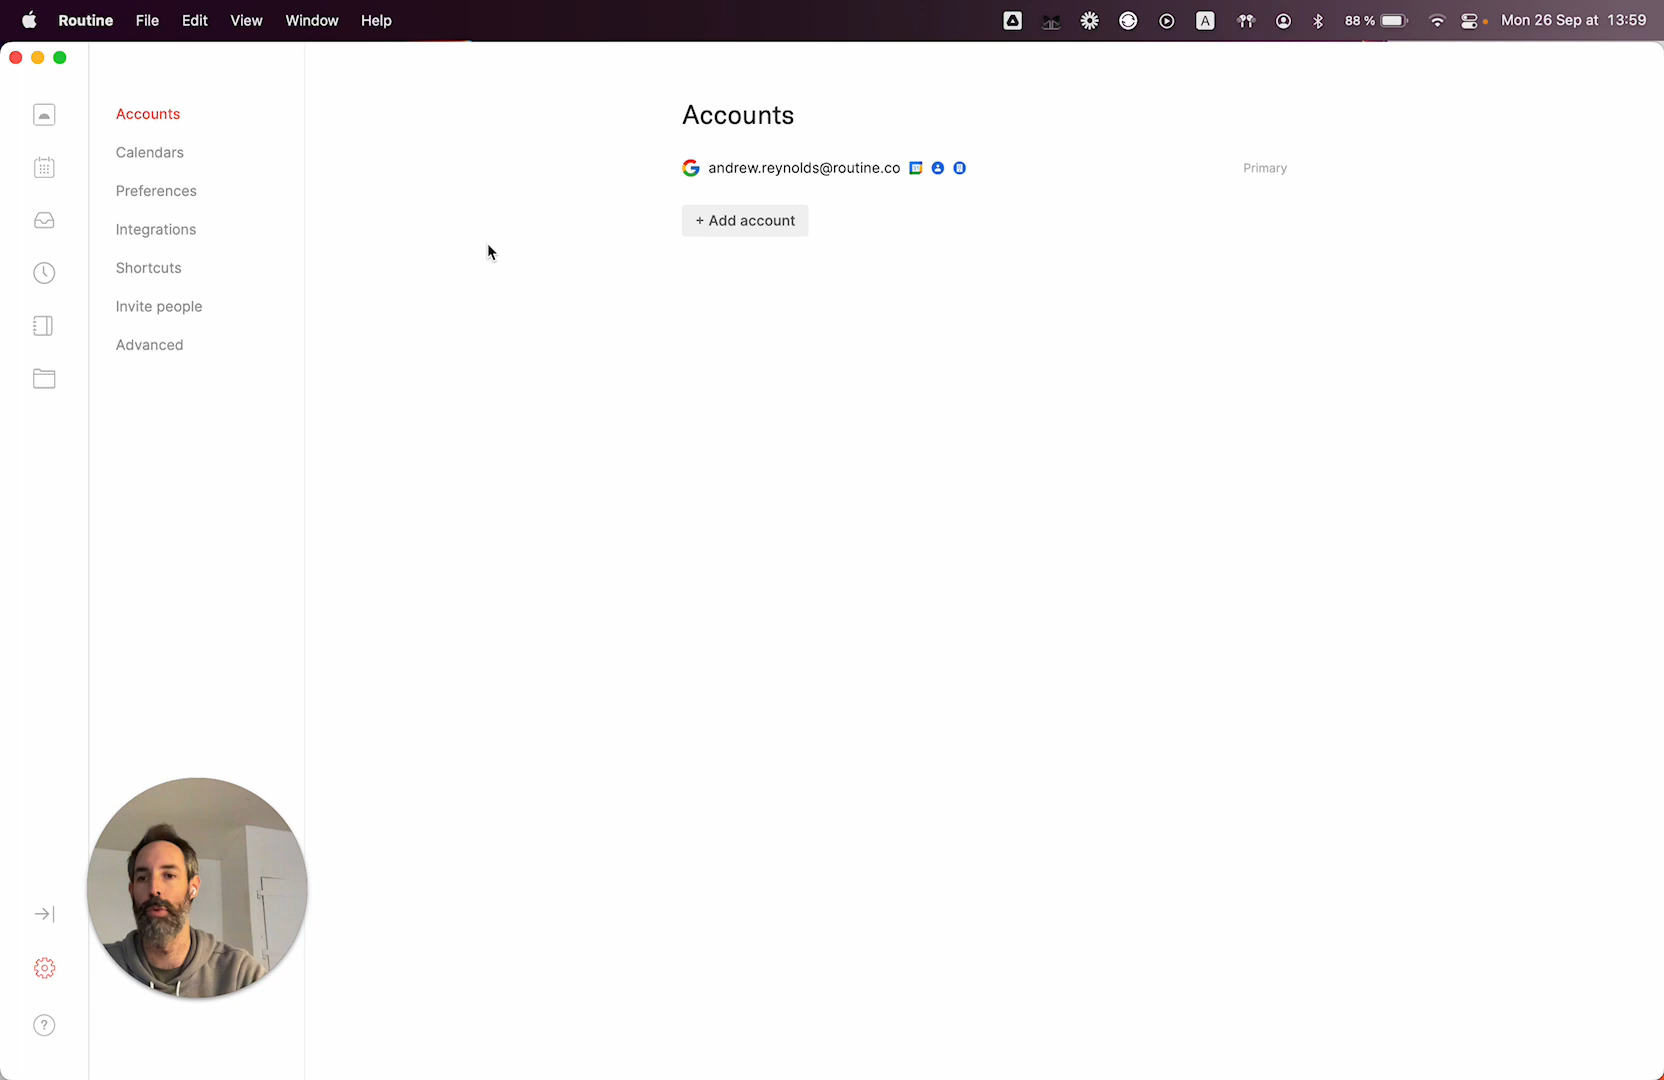 Routine File Edit View Window Help A 88 % Mon 26 Sep at 13:59
Accounts
Calendars
Preferences
Integrations
Shortcuts
Invite people
Advanced
Accounts
andrew.reynolds@routine.co Primary
+ Add account
?